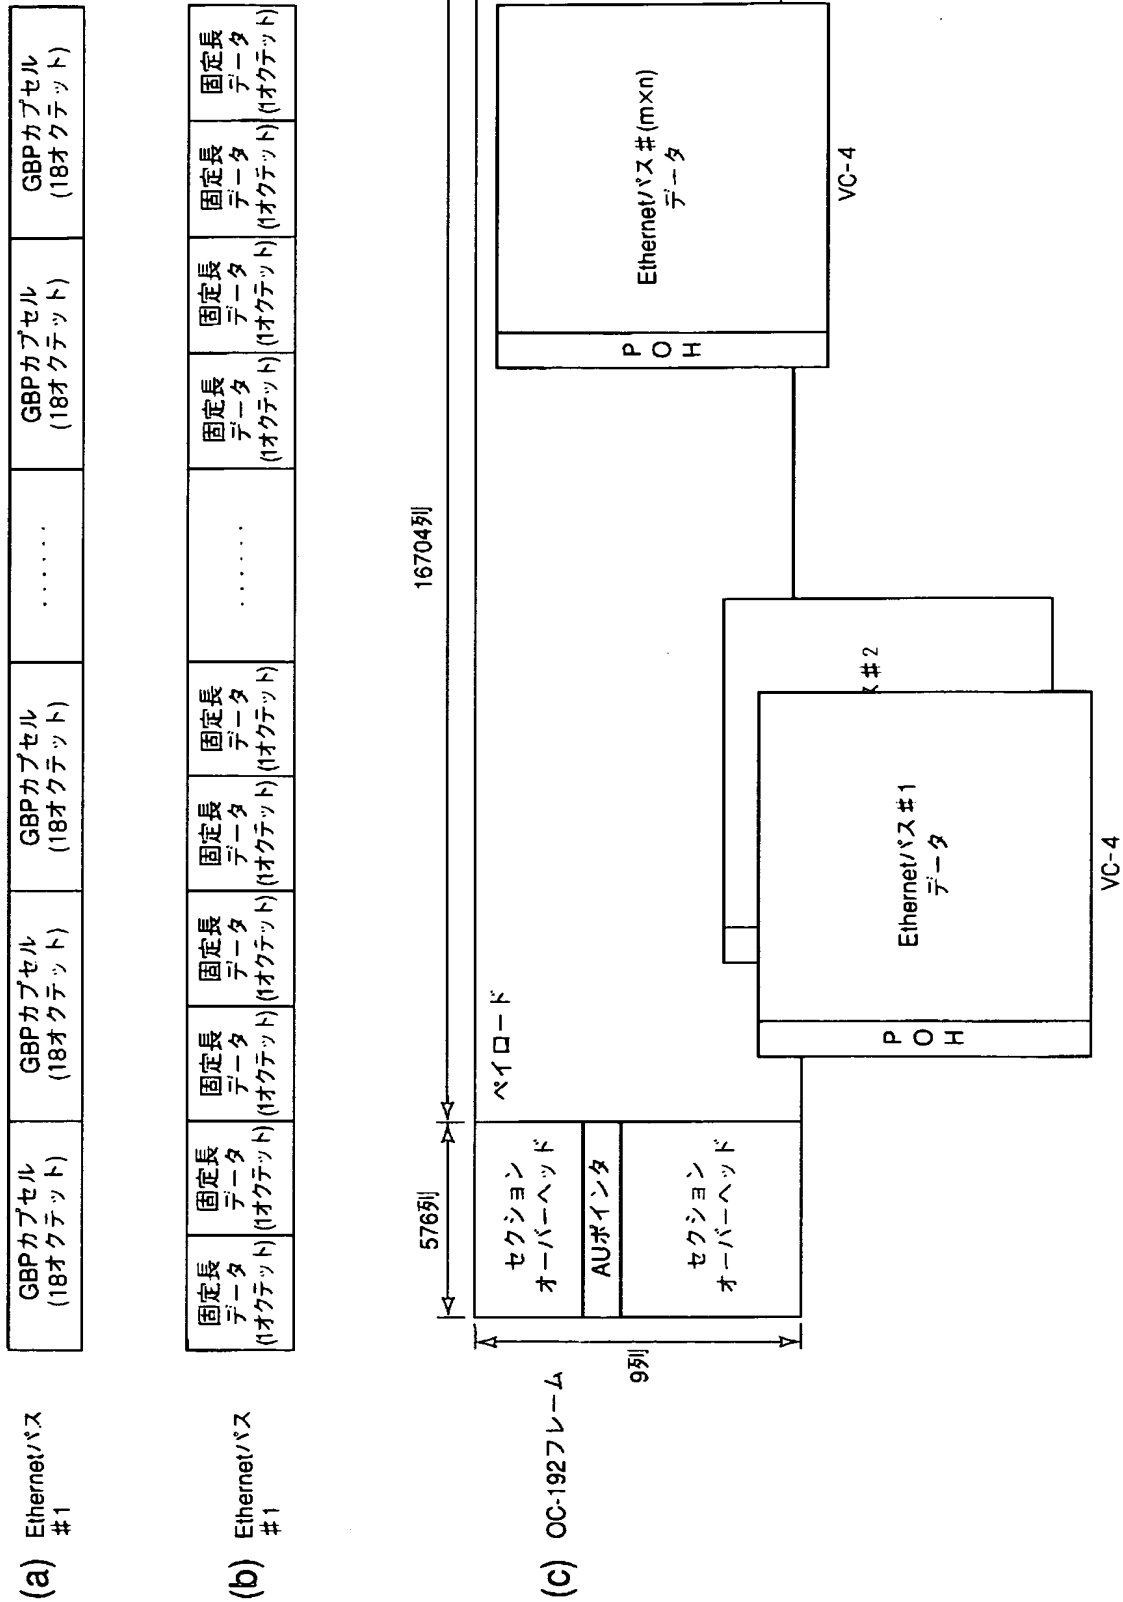 (a) Ethernetパス
#1
GBPカプセル
(18オクテット)
GBPカプセル
(18オクテット)
GBPカプセル
(18オクテット)
......
GBPカプセル
(18オクテット)
GBPカプセル
(18オクテット)
(b) Ethernetパス
#1
固定長
データ
(1オクテット)
固定長
データ
(1オクテット)
固定長
データ
(1オクテット)
固定長
データ
(1オクテット)
固定長
データ
(1オクテット)
固定長
データ
(1オクテット)
......
固定長
データ
(1オクテット)
固定長
データ
(1オクテット)
固定長
データ
(1オクテット)
固定長
データ
(1オクテット)
(c) OC-192フレーム
576列
16704列
9列
セクション
オーバーヘッド
AUポインタ
セクション
オーバーヘッド
ペイロード
POH
Ethernetパス#1
データ
VC-4
ス#2
POH
Ethernetパス#(m×n)
データ
VC-4